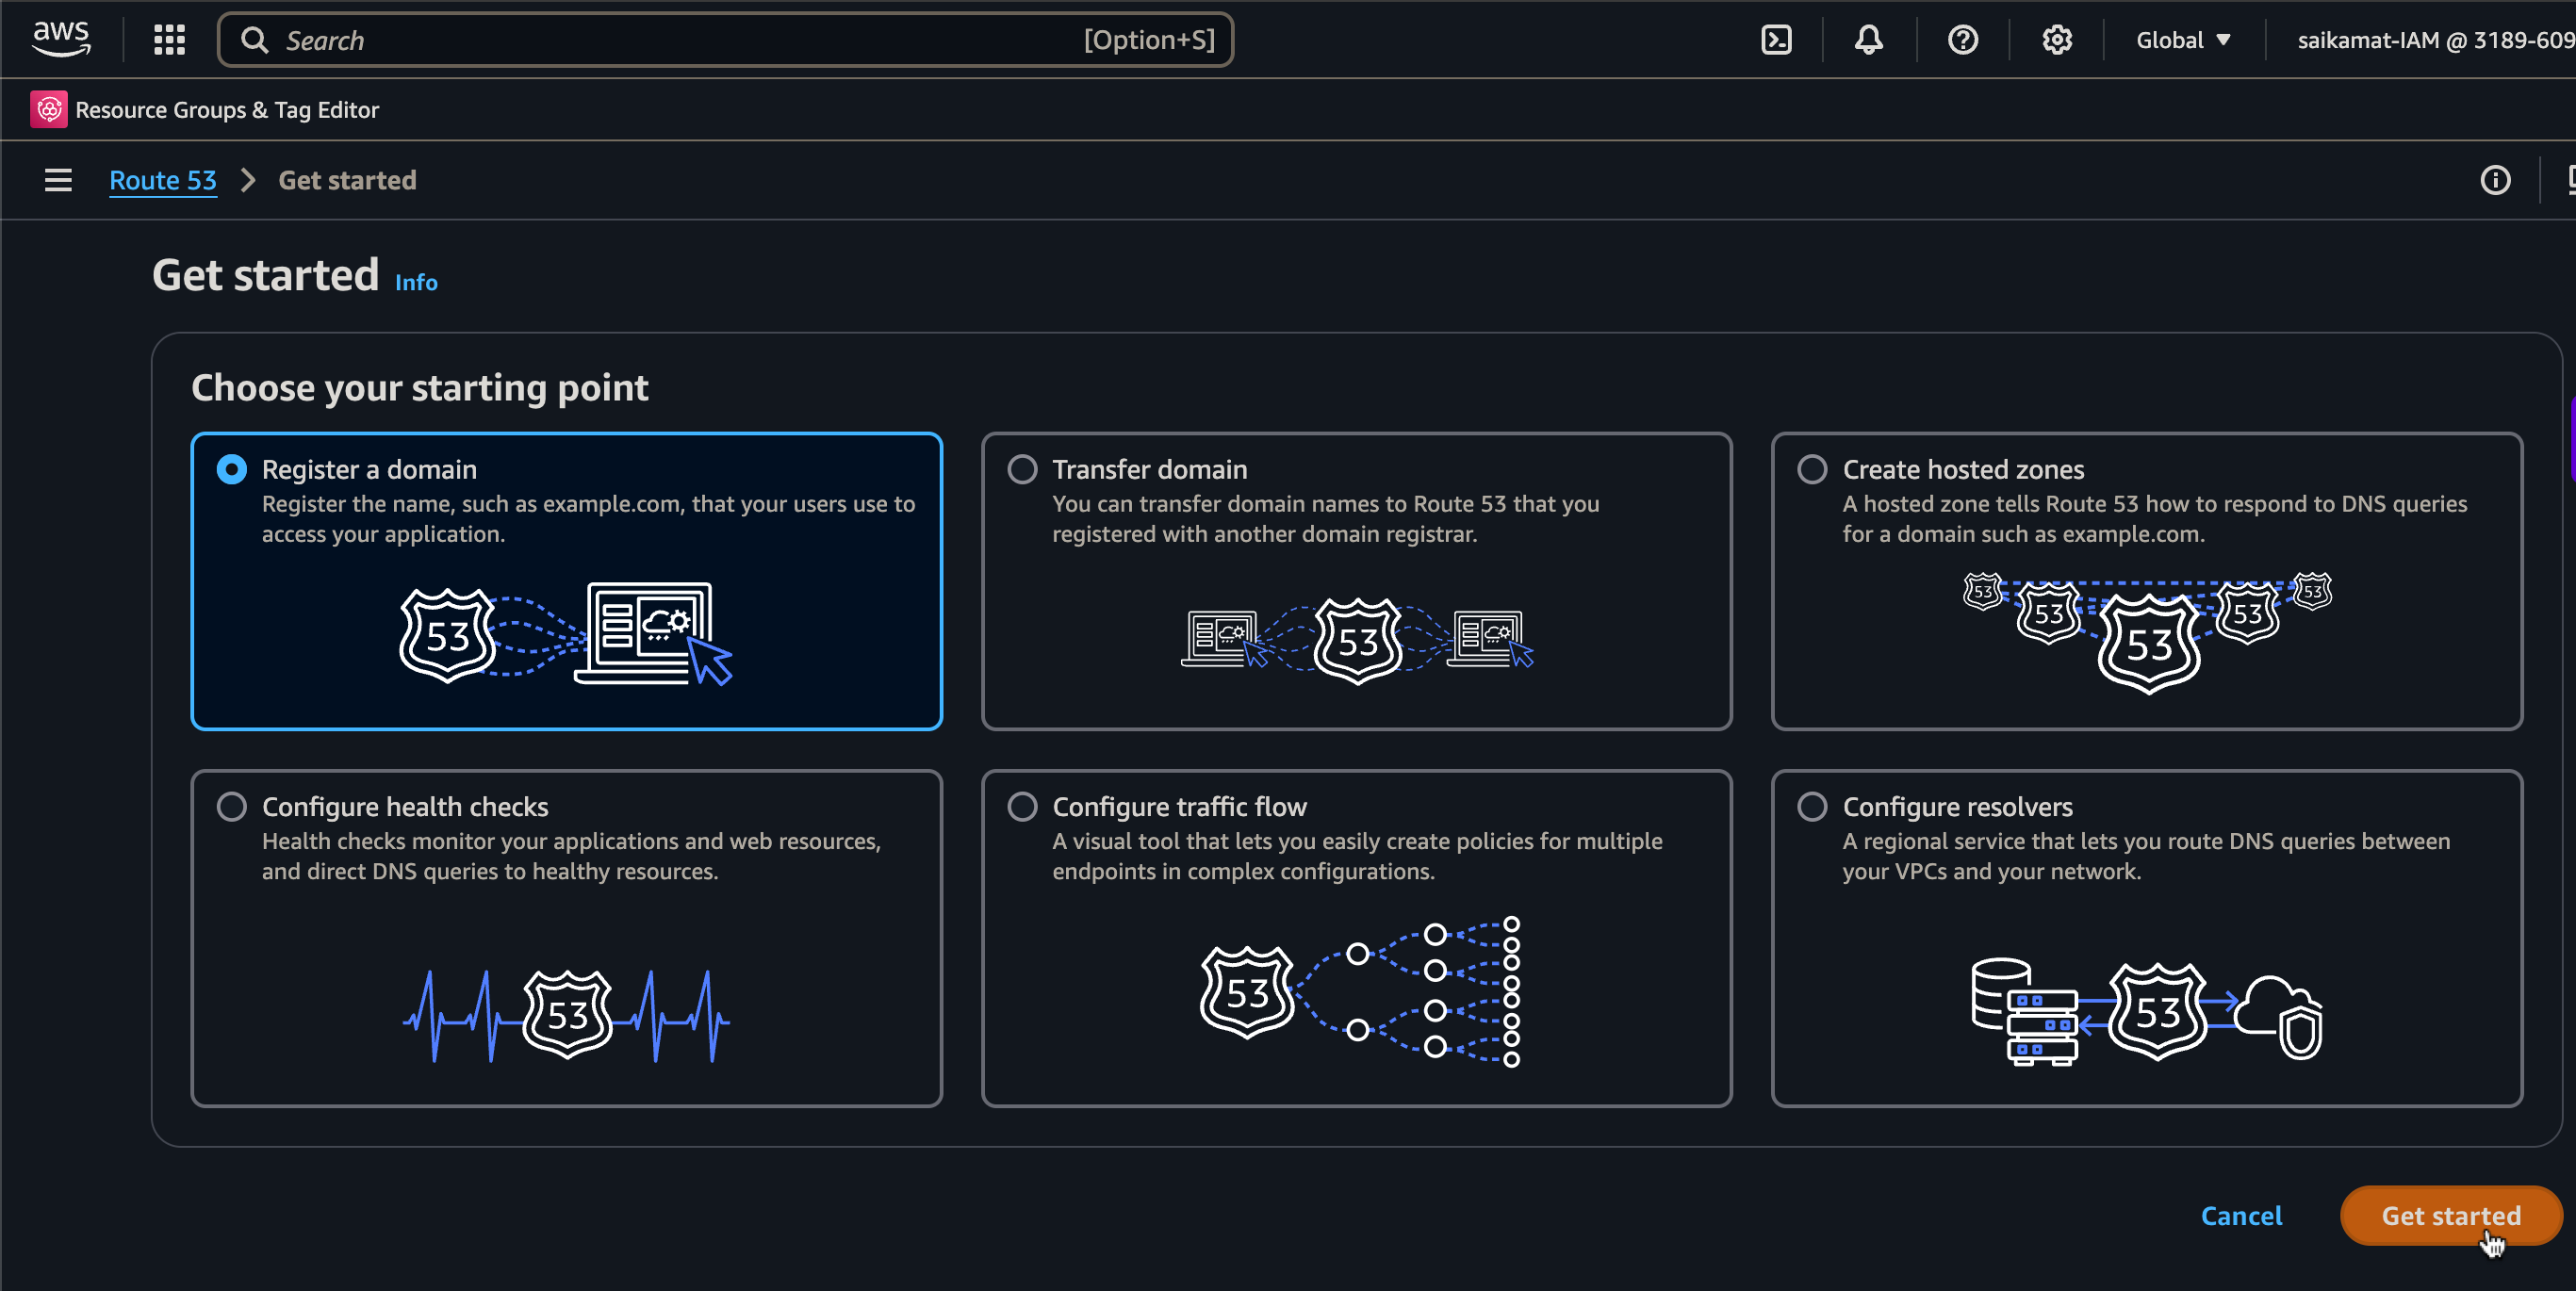 aws
Search [Option+S]
Global
saikamat-IAM @ 3189-609
Resource Groups & Tag Editor
Route 53 > Get started
Get started Info
Choose your starting point
Register a domain
Register the name, such as example.com, that your users use to
access your application.
53
Transfer domain
You can transfer domain names to Route 53 that you
registered with another domain registrar.
53
Create hosted zones
A hosted zone tells Route 53 how to respond to DNS queries
for a domain such as example.com.
53 53 53 53 53
Configure health checks
Health checks monitor your applications and web resources,
and direct DNS queries to healthy resources.
53
Configure traffic flow
A visual tool that lets you easily create policies for multiple
endpoints in complex configurations.
53
Configure resolvers
A regional service that lets you route DNS queries between
your VPCs and your network.
53
Cancel
Get started